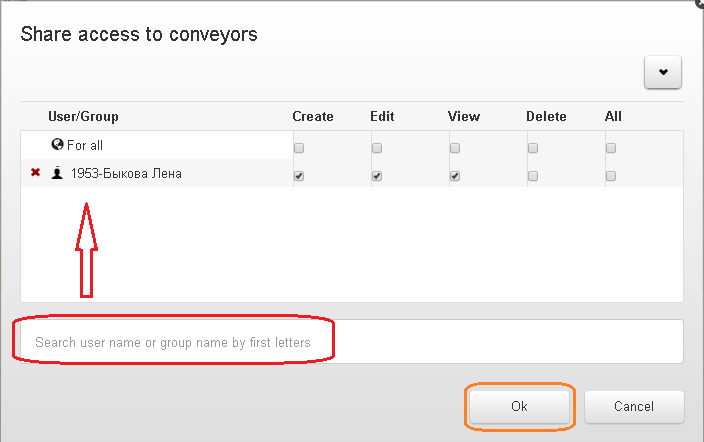 Share access to conveyors
User/Group Create Edit View Delete All
For all
1953-Быкова Лена
Search user name or group name by first letters
Ok Cancel